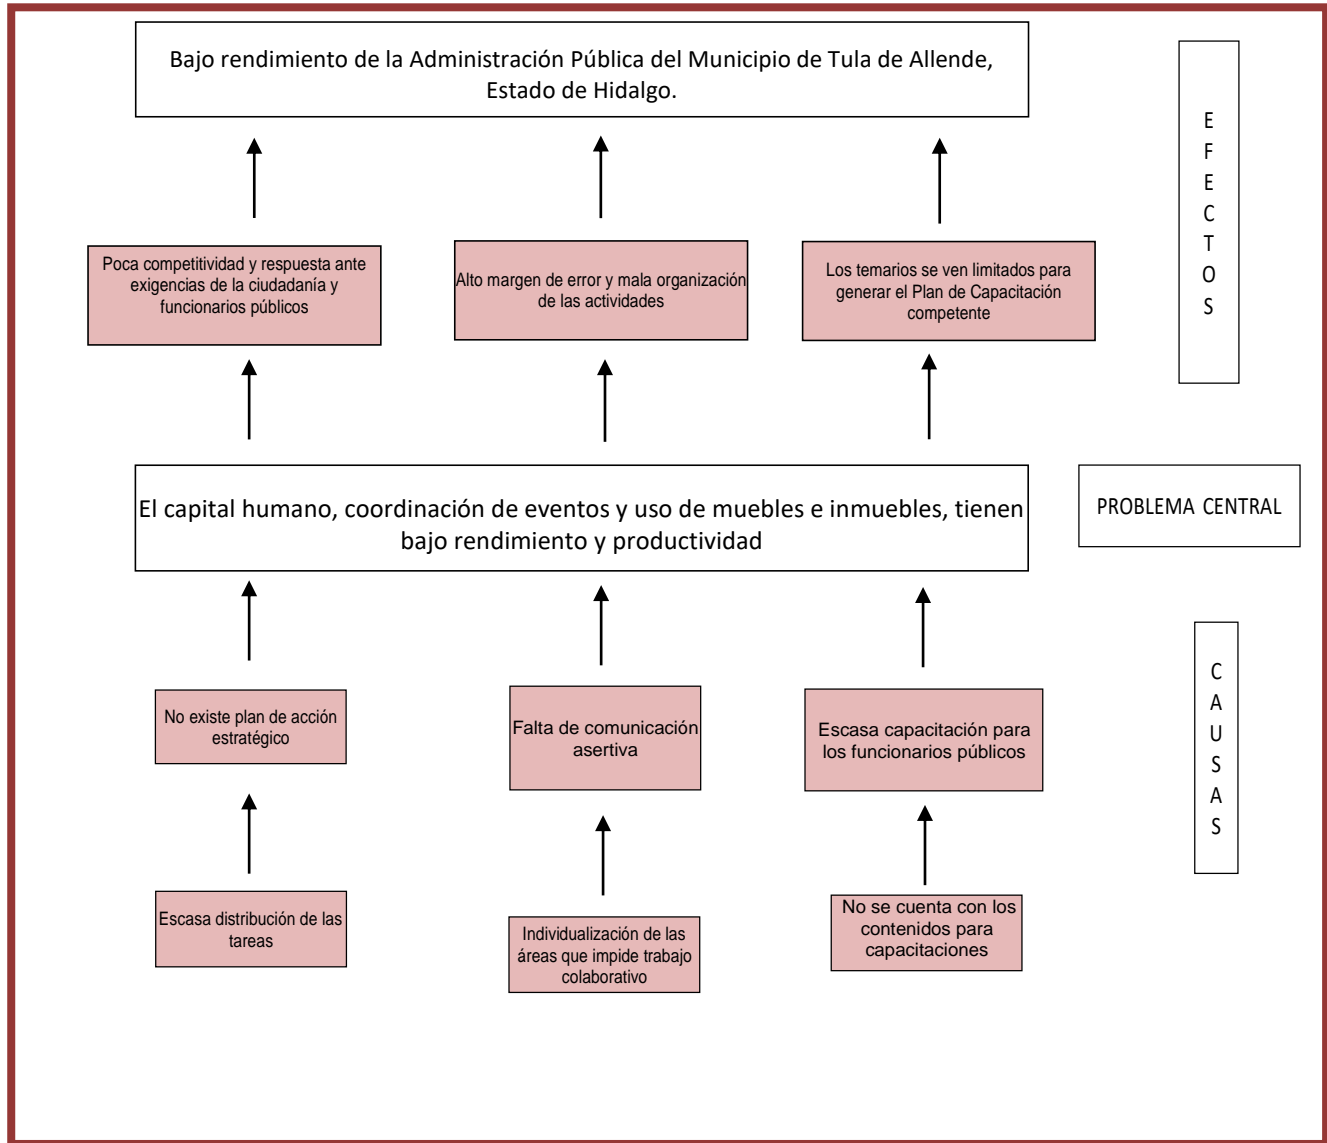 Bajo rendimiento de la Administración Pública del Municipio de Tula de Allende,
Estado de Hidalgo.
E
F
E
C
T
O
S
Poca competitividad y respuesta ante
exigencias de la ciudadanía y
funcionarios públicos
Alto margen de error y mala organización
de las actividades
Los temarios se ven limitados para
generar el Plan de Capacitación
competente
El capital humano, coordinación de eventos y uso de muebles e inmuebles, tienen
bajo rendimiento y productividad
PROBLEMA CENTRAL
No existe plan de acción
estratégico
Falta de comunicación
asertiva
Escasa capacitación para
los funcionarios públicos
C
A
U
S
A
S
Escasa distribución de las
tareas
Individualización de las
áreas que impide trabajo
colaborativo
No se cuenta con los
contenidos para
capacitaciones